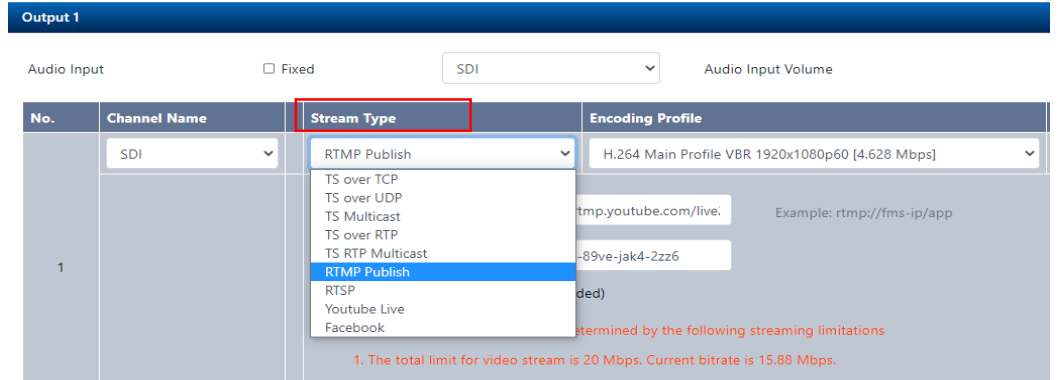 Output 1
Audio Input Fixed SDI Audio Input Volume
No. Channel Name Stream Type Encoding Profile
SDI RTMP Publish H.264 Main Profile VBR 1920x1080p60 [4.628 Mbps]
TS over TCP
TS over UDP
TS Multicast
tmp.youtube.com/live Example: rtmp://fms-ip/app
TS over RTP
TS RTP Multicast
-89ve-jak4-2zz6
1
RTMP Publish
RTSP
ded)
Youtube Live
Facebook
etermined by the following streaming limitations
1. The total limit for video stream is 20 Mbps. Current bitrate is 15.88 Mbps.